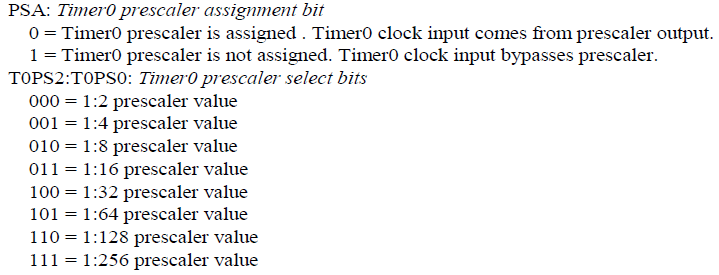 PSA: Timer0 prescaler assignment bit
0 = Timer0 prescaler is assigned . Timer0 clock input comes from prescaler output.
1 = Timer0 prescaler is not assigned. Timer0 clock input bypasses prescaler.
T0PS2:T0PS0: Timer0 prescaler select bits
000 = 1:2 prescaler value
001 = 1:4 prescaler value
010 = 1:8 prescaler value
011 = 1:16 prescaler value
100 = 1:32 prescaler value
101 = 1:64 prescaler value
110 = 1:128 prescaler value
111 = 1:256 prescaler value